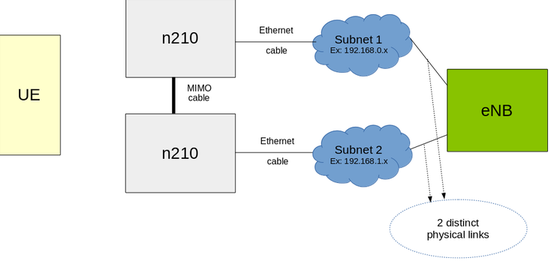 UE
n210
MIMO
cable
n210
Ethernet
cable
Subnet 1
Ex: 192.168.0.x
Ethernet
cable
Subnet 2
Ex: 192.168.1.x
eNB
2 distinct
physical links